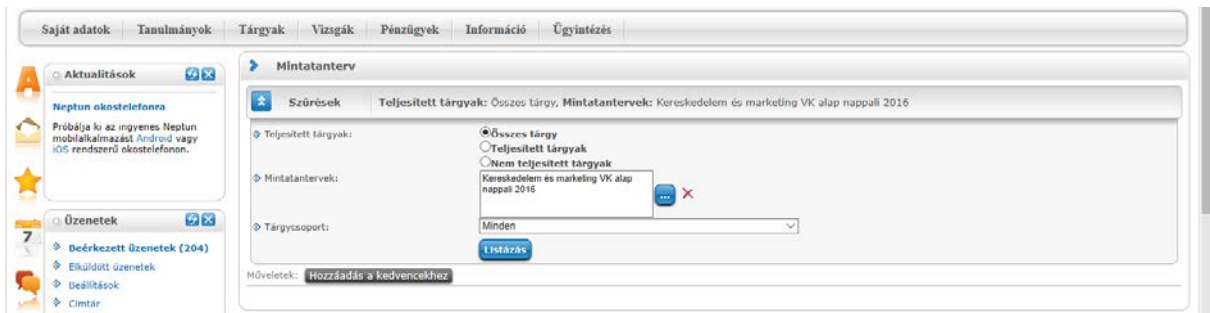 Saját adatok Tanulmányok Tárgyak Vizsgák Pénzügyek Információ Ügyintézés
Aktualitások
Neptun okostelefonra
Próbálja ki az ingyenes Neptun
mobilalkalmazást Android vagy
iOS rendszerű okostelefonon.
7
Üzenetek
Beérkezett üzenetek (204)
Elküldött üzenetek
Beállítások
Címtár
Mintatanterv
Szűrések Teljesített tárgyak: Összes tárgy, Mintatantervek: Kereskedelem és marketing VK alap nappali 2016
Teljesített tárgyak: Összes tárgy
Teljesített tárgyak
Nem teljesített tárgyak
Mintatantervek: Kereskedelem és marketing VK alap
nappali 2016
...
Tárgycsoport: Minden
Listázás
Műveletek: Hozzáadás a kedvencekhez